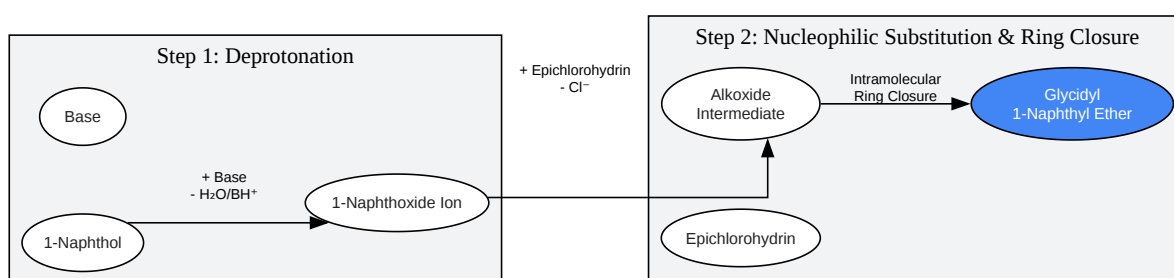 Step 1: Deprotonation
Base
+ Base
- H₂O/BH⁺
1-Naphthol
1-Naphthoxide Ion
+ Epichlorohydrin
- Cl⁻
Step 2: Nucleophilic Substitution & Ring Closure
Alkoxide
Intermediate
Intramolecular
Ring Closure
Glycidyl
1-Naphthyl Ether
Epichlorohydrin